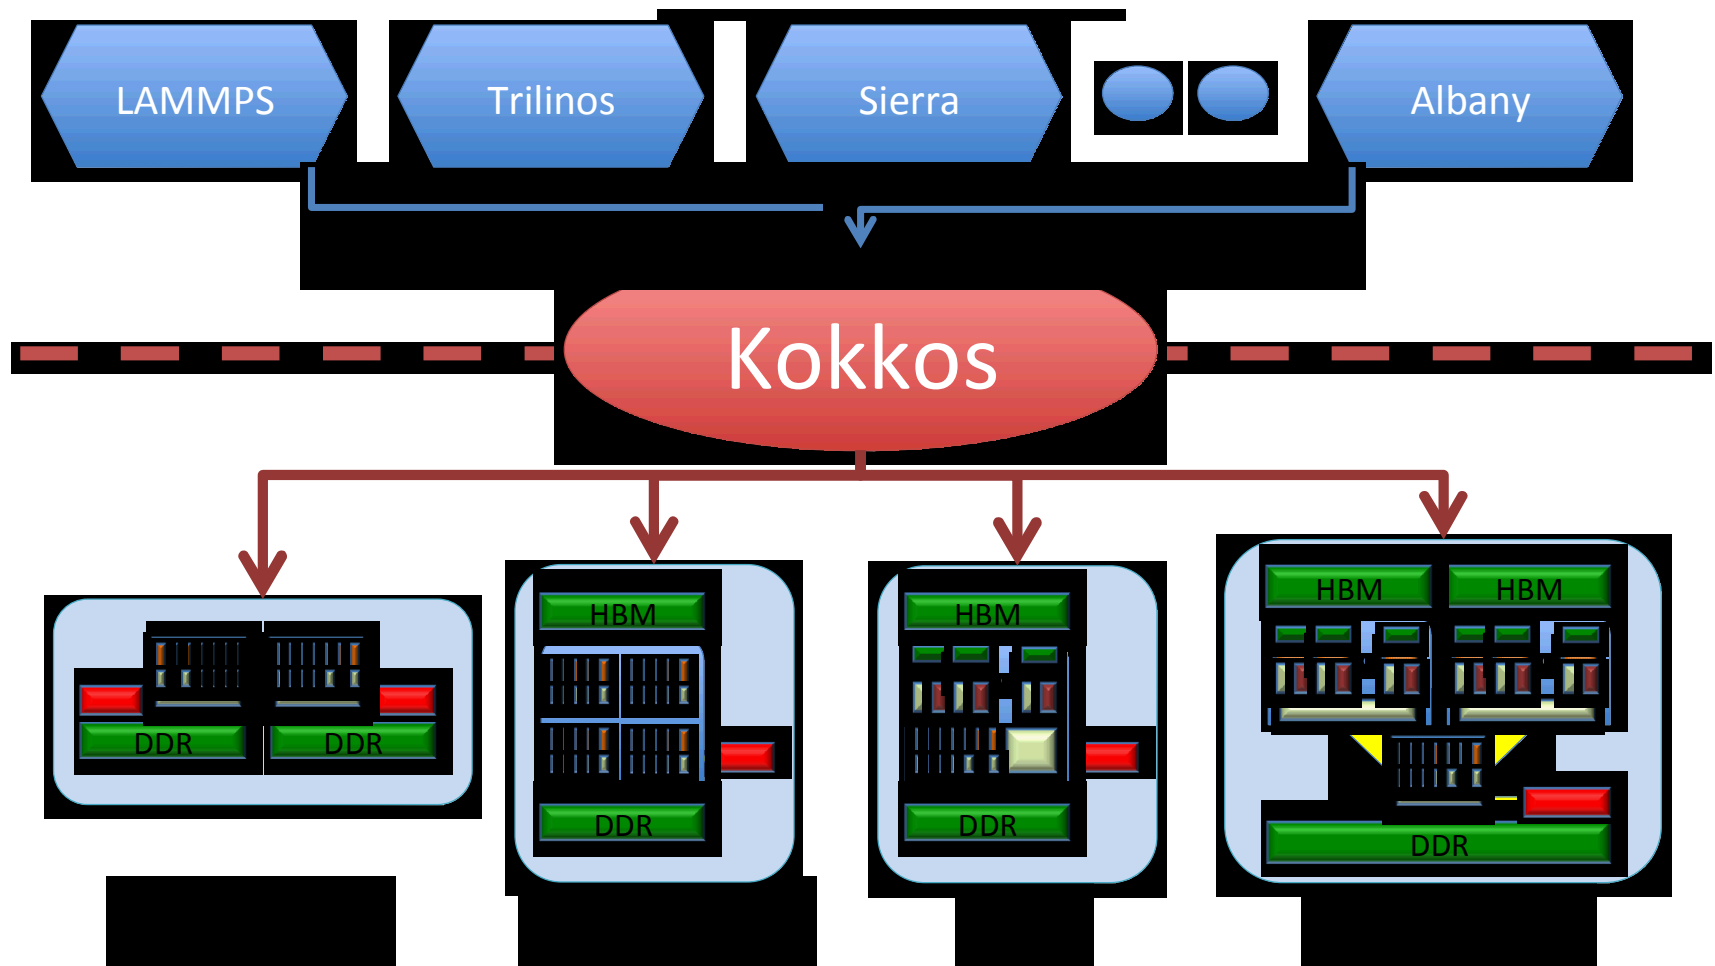 LAMMPS
Trilinos
Sierra
Albany
Kokkos
HBM
HBM
HBM
HBM
DDR
DDR
DDR
DDR
DDR